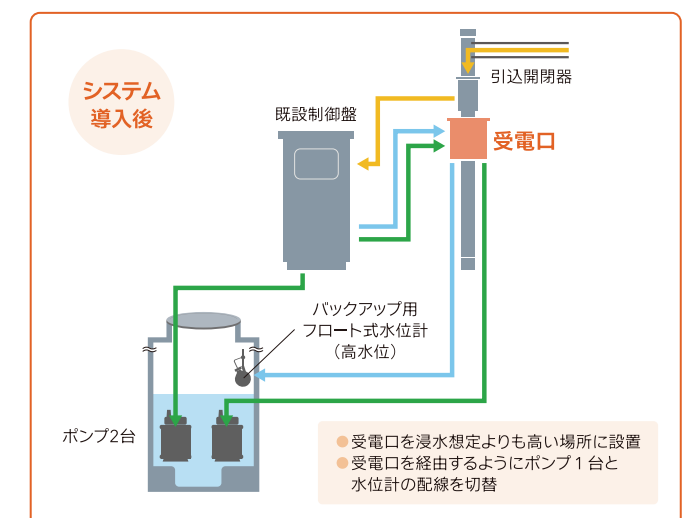 システム
導入後
引込開閉器
既設制御盤
受電口
バックアップ用
フロート式水位計
（高水位）
ポンプ2台
●受電口を浸水想定よりも高い場所に設置
●受電口を経由するようにポンプ1台と
水位計の配線を切替